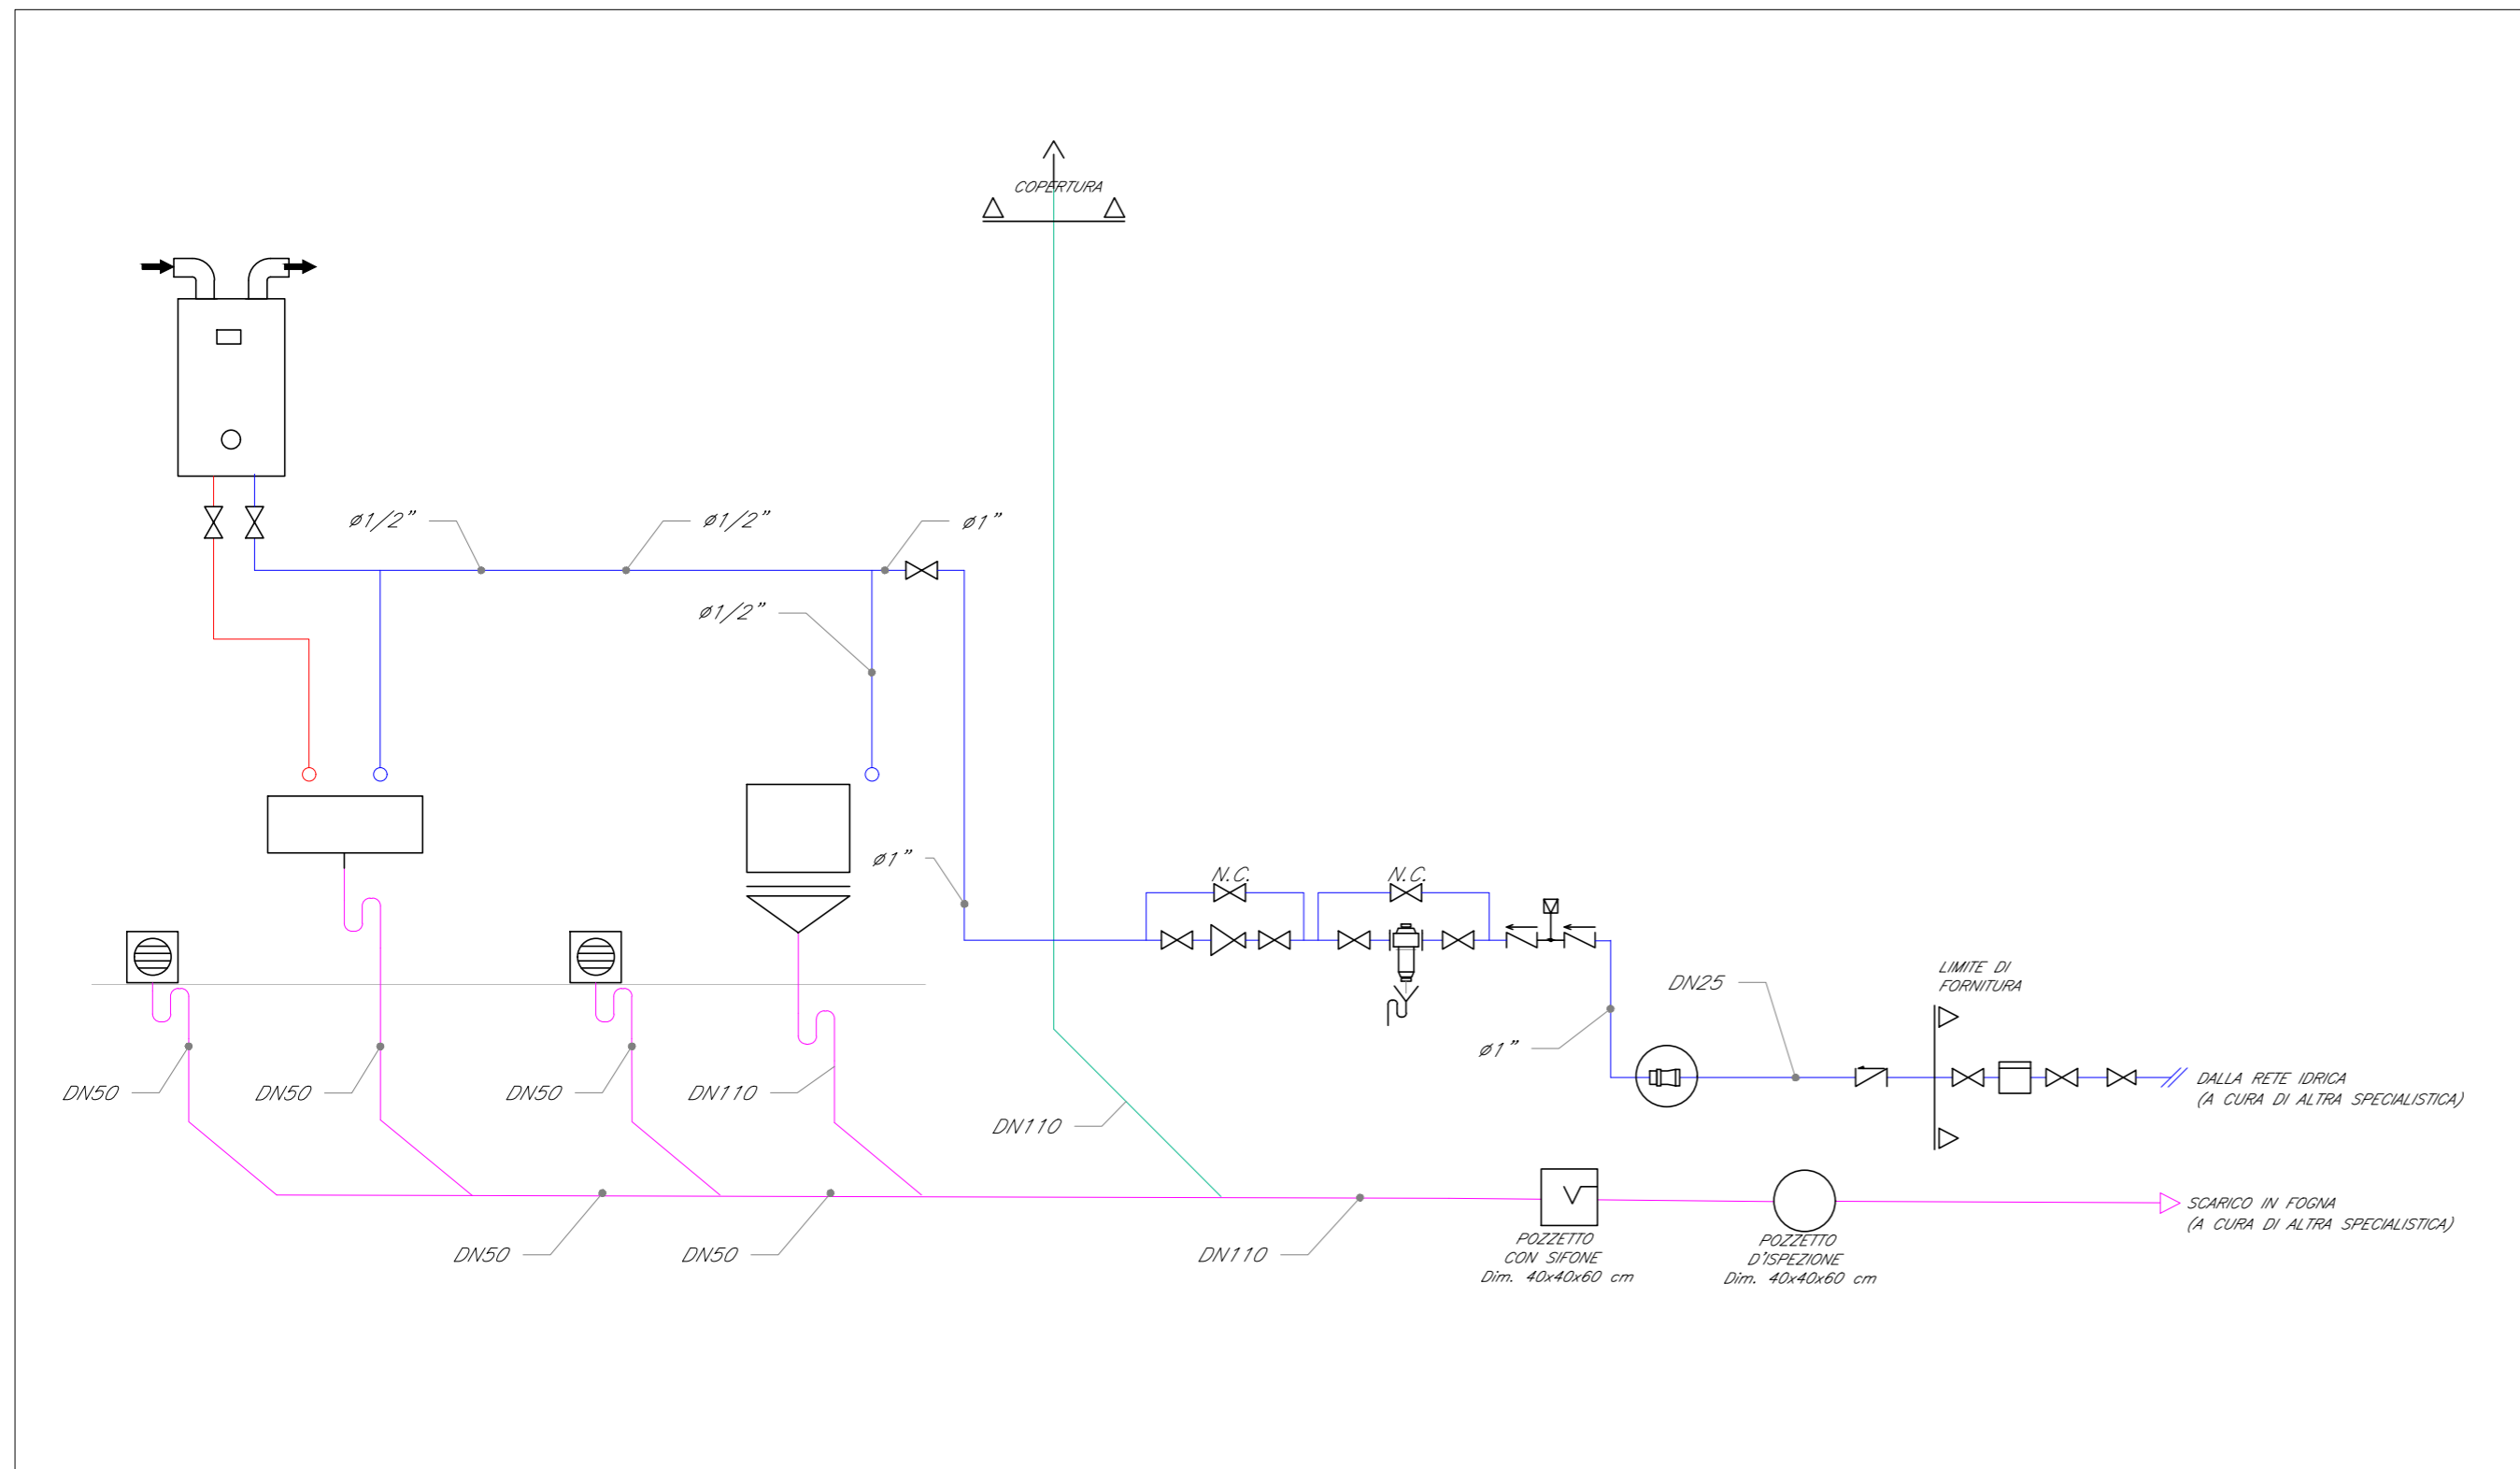 COPERTURA
ø1/2"
ø1/2"
ø1"
ø1/2"
ø1"
N.C.
N.C.
LIMITE DI
FORNITURA
DN25
ø1"
DALLA RETE IDRICA
(A CURA DI ALTRA SPECIALISTICA)
DN50
DN50
DN50
DN110
DN110
SCARICO IN FOGNA
(A CURA DI ALTRA SPECIALISTICA)
DN50
DN50
DN110
POZZETTO
CON SIFONE
Dim. 40x40x60 cm
POZZETTO
D'ISPEZIONE
Dim. 40x40x60 cm